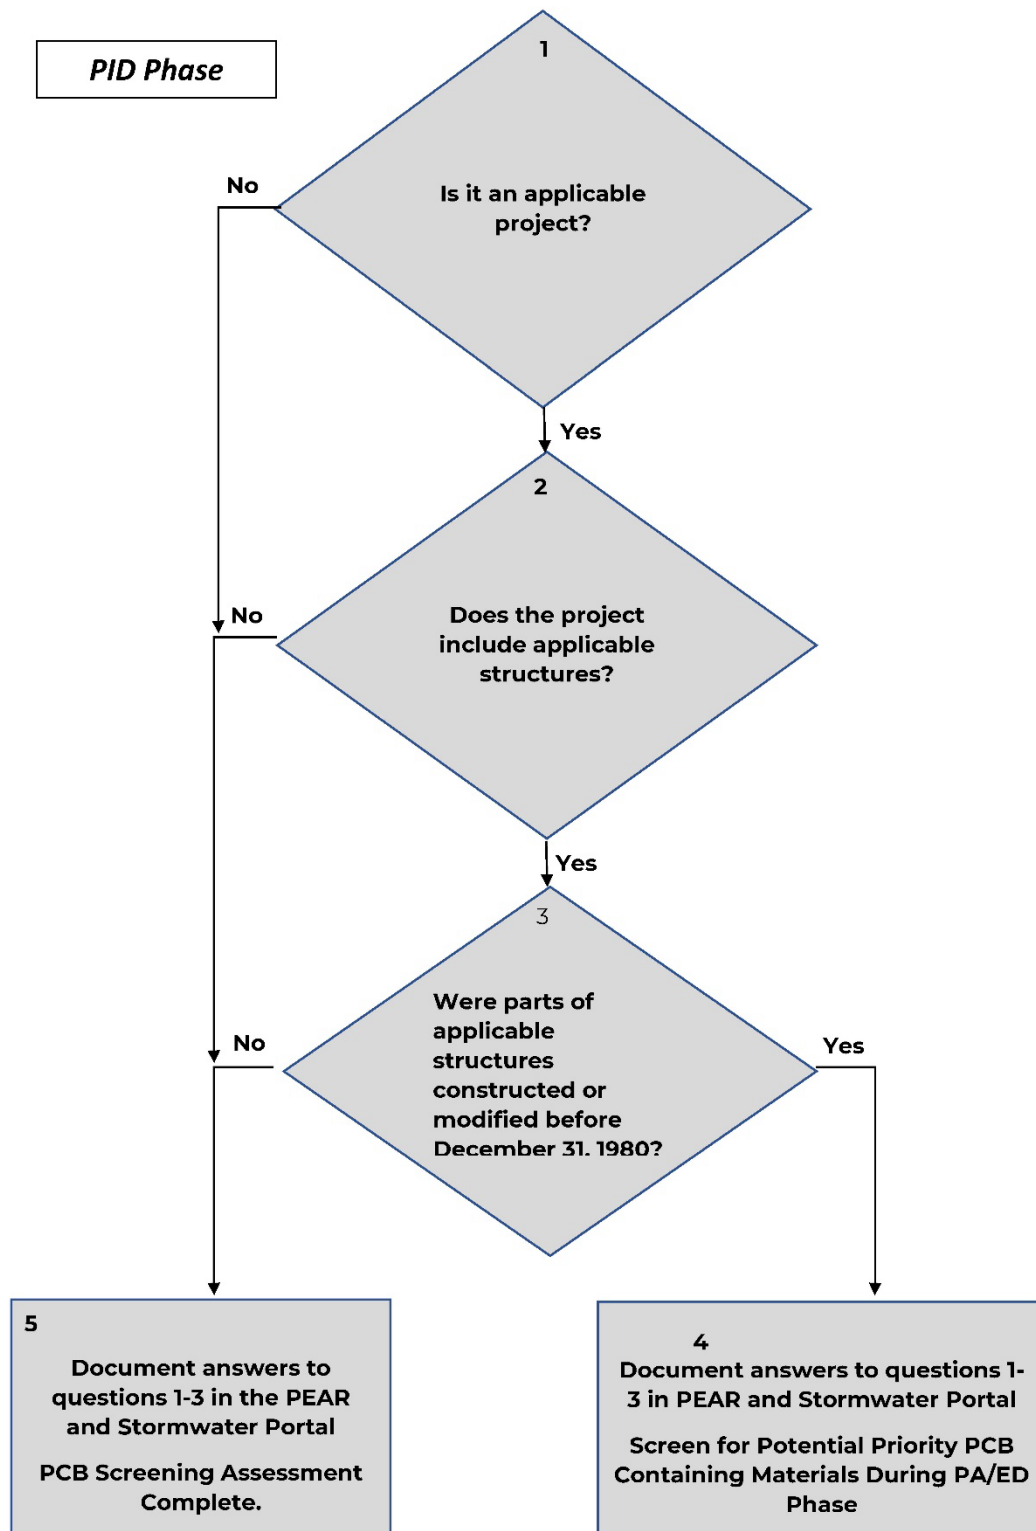 PID Phase
1
Is it an applicable
project?
No
Yes
2
Does the project
include applicable
structures?
No
Yes
3
Were parts of
applicable
structures
constructed or
modified before
December 31, 1980?
No
Yes
5
Document answers to
questions 1-3 in the PEAR
and Stormwater Portal
PCB Screening Assessment
Complete.
4
Document answers to questions 1-
3 in PEAR and Stormwater Portal
Screen for Potential Priority PCB
Containing Materials During PA/ED
Phase